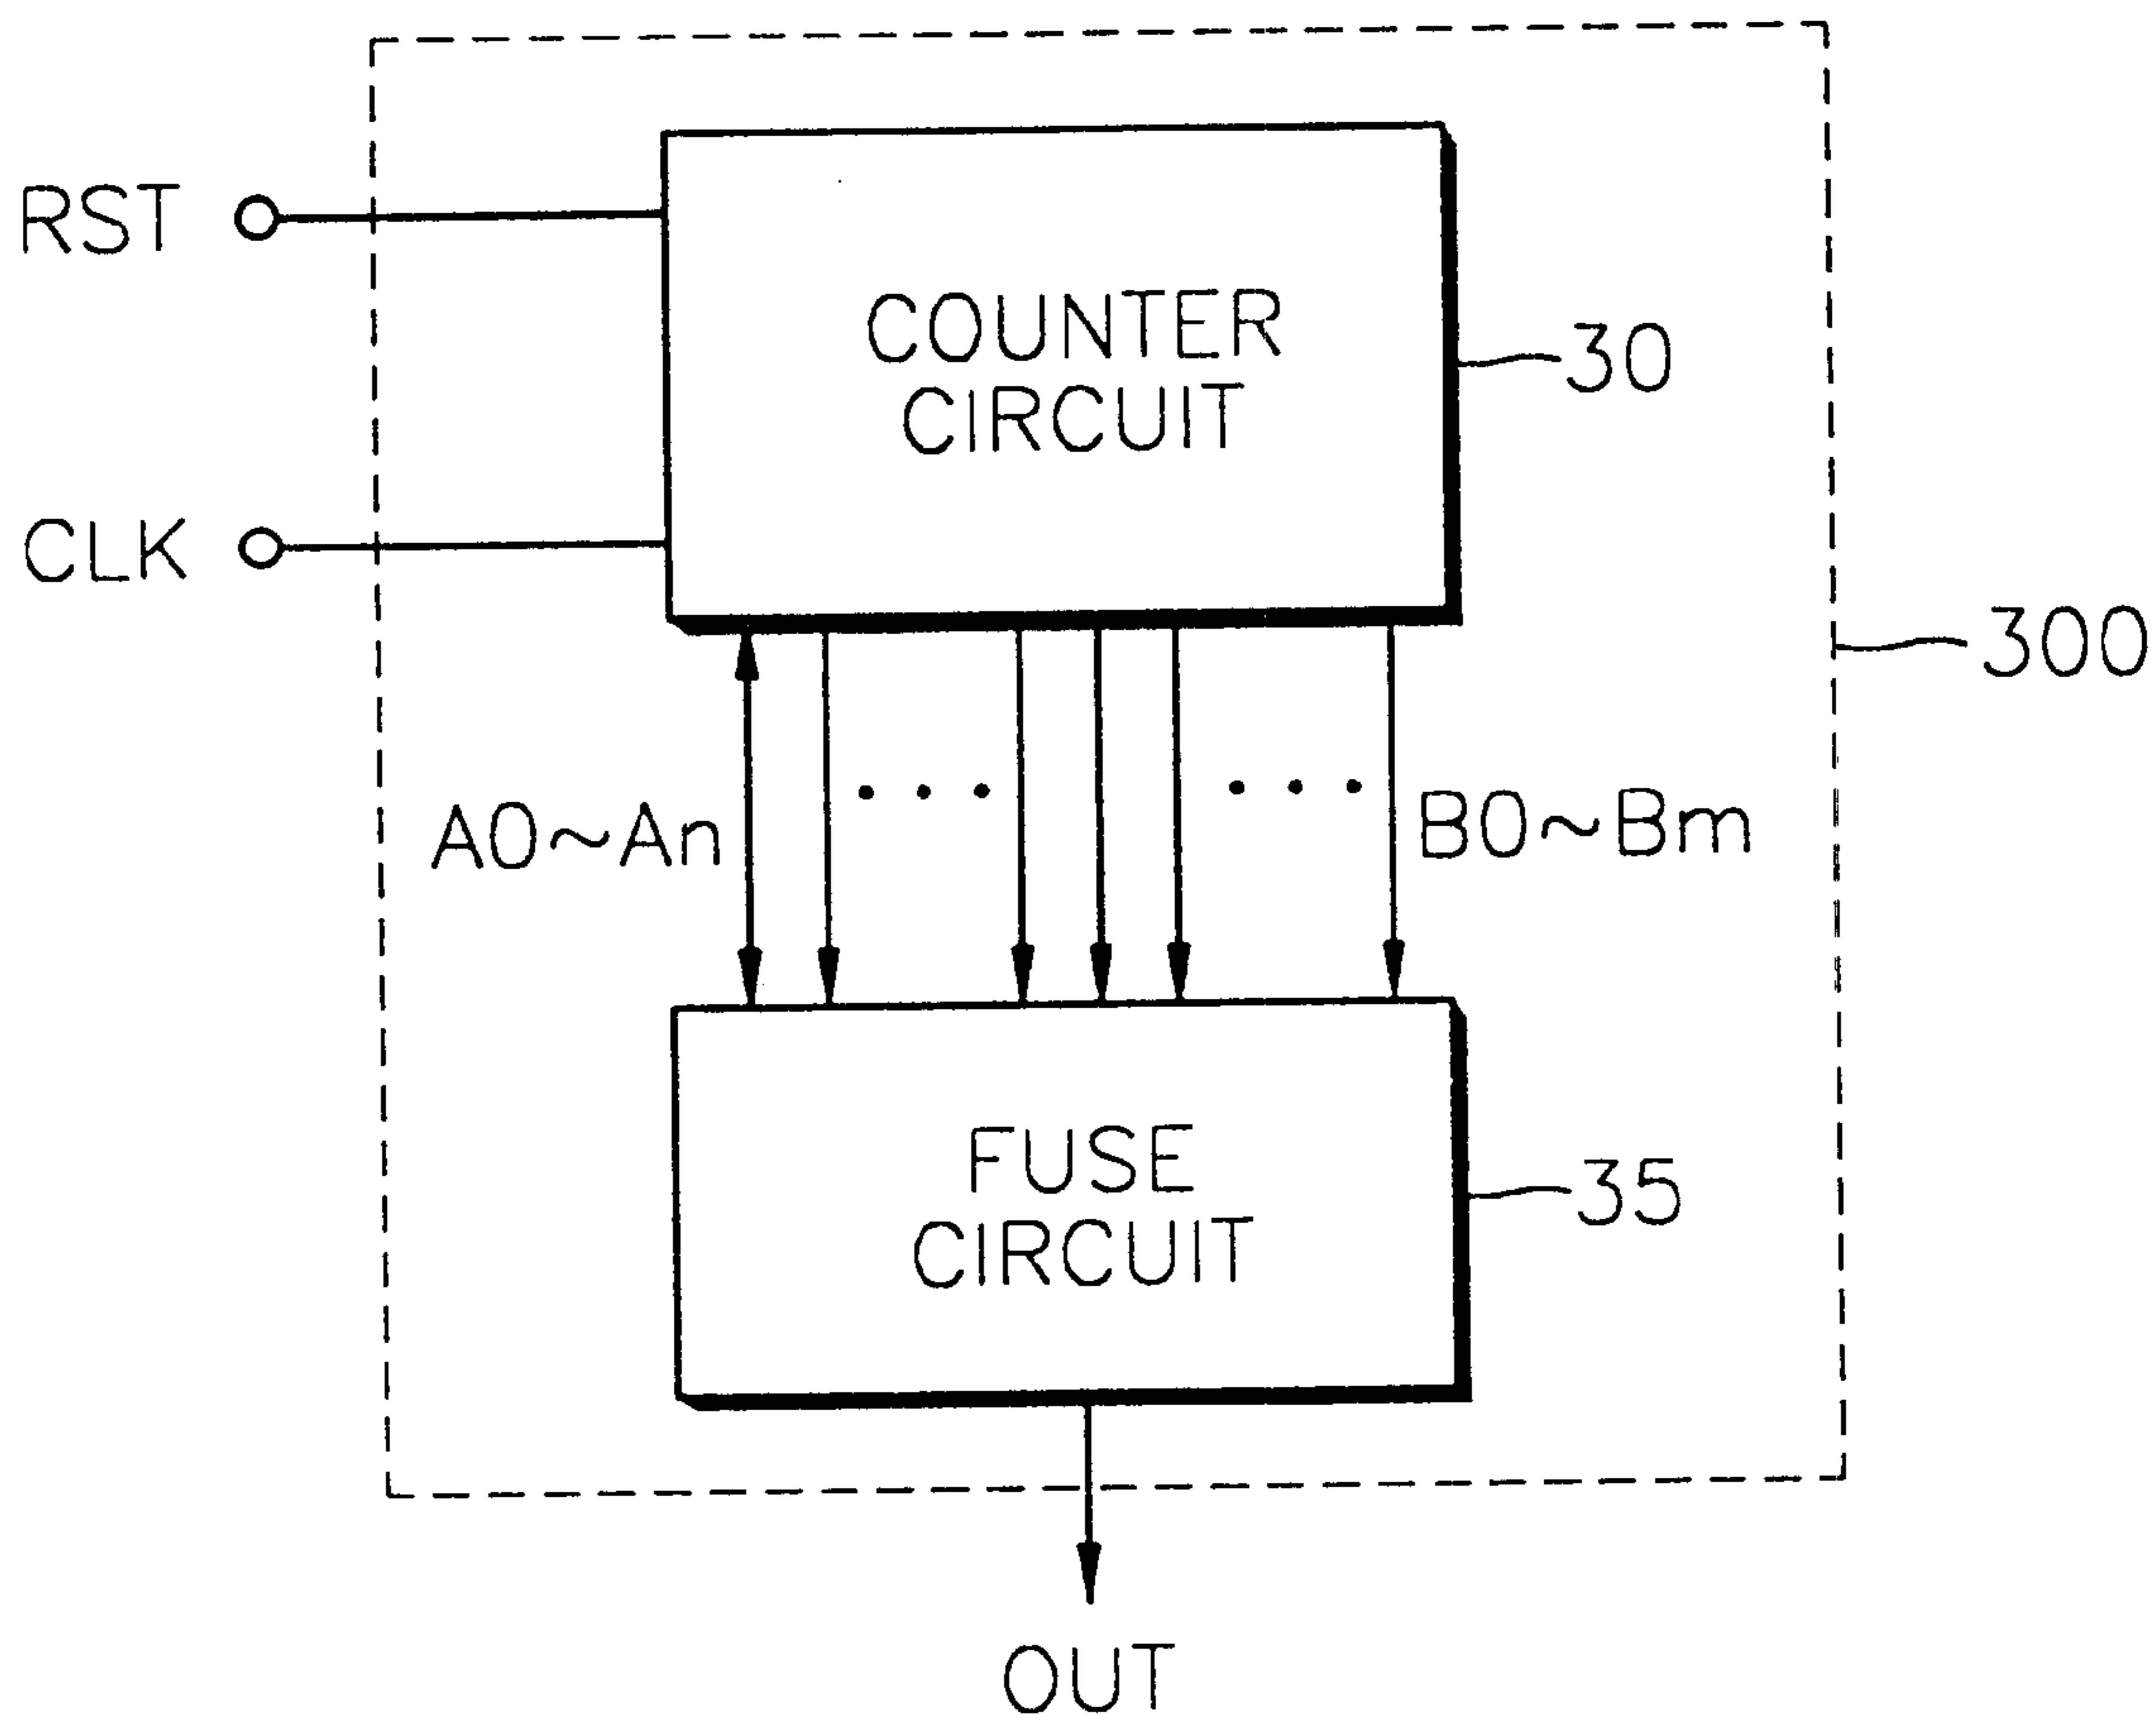 RST
COUNTER
CIRCUIT
30
CLK
300
A0~An
B0~Bm
FUSE
CIRCUIT
35
OUT